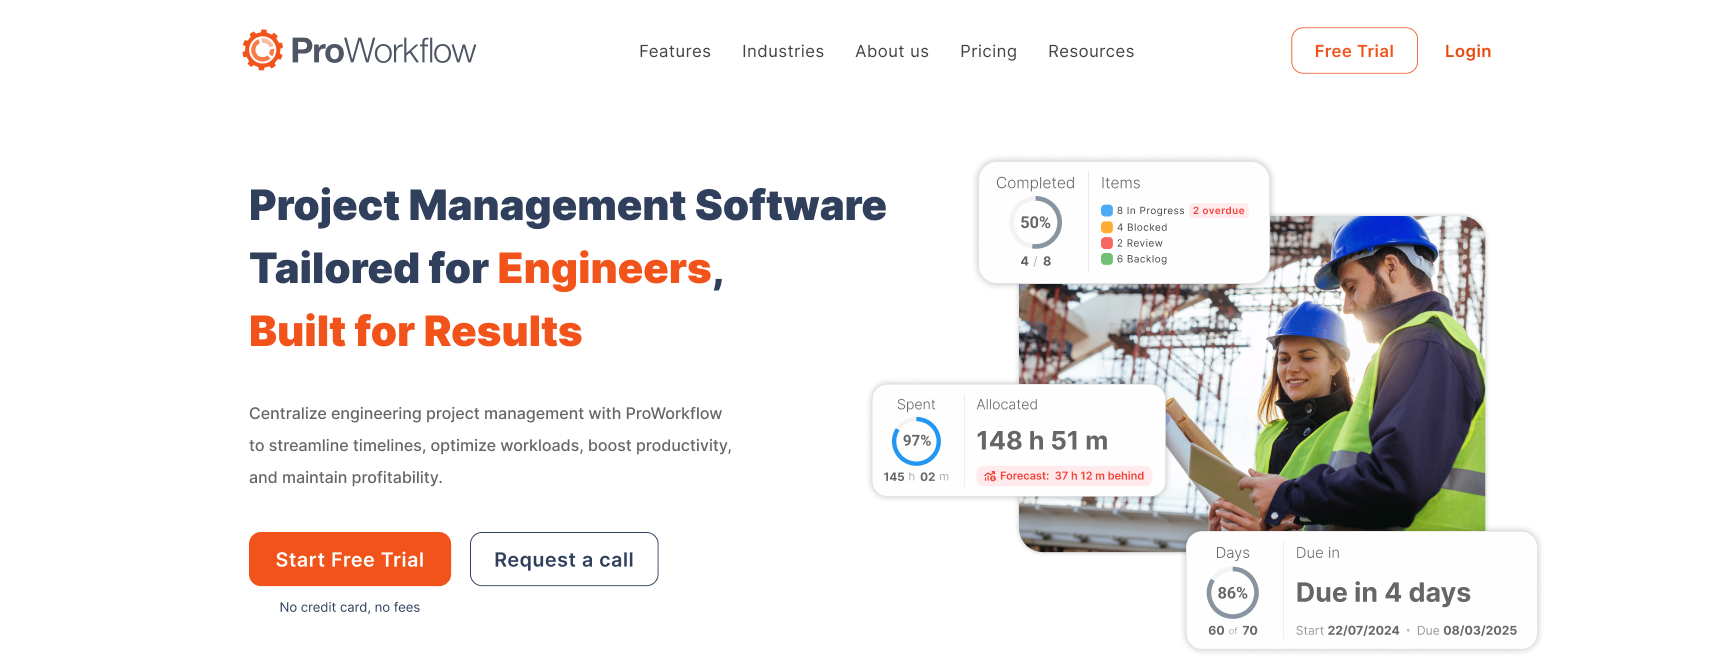 ProWorkflow
Features Industries About us Pricing Resources
Free Trial Login
Project Management Software
Tailored for Engineers,
Built for Results
Centralize engineering project management with ProWorkflow
to streamline timelines, optimize workloads, boost productivity,
and maintain profitability.
Start Free Trial Request a call
No credit card, no fees
Completed
50%
4 / 8
Items
8 In Progress 2 overdue
4 Blocked
2 Review
6 Backlog
Spent
97%
145 h 02 m
Allocated
148 h 51 m
Forecast: 37 h 12 m behind
Days
86%
60 of 70
Due in
Due in 4 days
Start 22/07/2024 • Due 08/03/2025